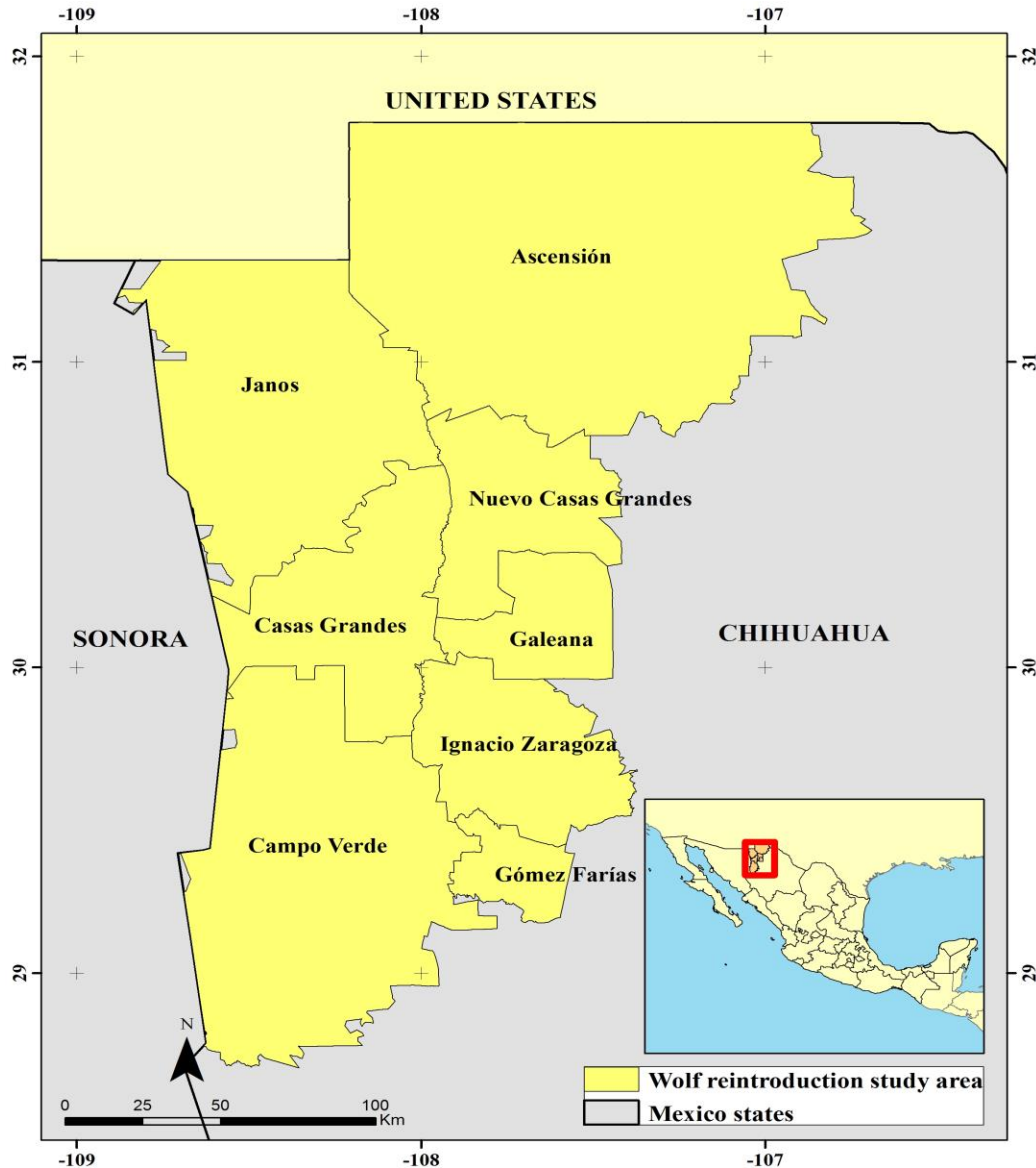 -109 -108 -107
32 32
UNITED STATES
Ascensión
31 31
Janos
Nuevo Casas Grandes
SONORA Casas Grandes Galeana CHIHUAHUA
30 30
Ignacio Zaragoza
Campo Verde
Gómez Farías
29 29
N
0 25 50 100
Km
Wolf reintroduction study area
Mexico states
-109 -108 -107